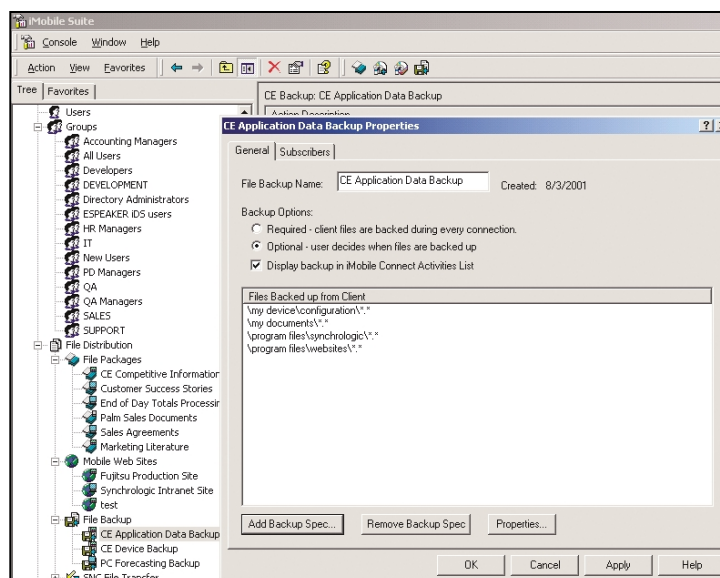 iMobile Suite
Console Window Help
Action View Favorites
Tree Favorites
CE Backup: CE Application Data Backup
Action Description
Users
Groups
Accounting Managers
All Users
Developers
DEVELOPMENT
Directory Administrators
ESPEAKER iDS users
HR Managers
IT
New Users
PD Managers
QA
QA Managers
SALES
SUPPORT
File Distribution
File Packages
CE Competitive Information
Customer Success Stories
End of Day Totals Processin
Palm Sales Documents
Sales Agreements
Marketing Literature
Mobile Web Sites
Fujitsu Production Site
Synchrologic Intranet Site
test
File Backup
CE Application Data Backup
CE Device Backup
PC Forecasting Backup
SNC File Transfer
CE Application Data Backup Properties
General Subscribers
File Backup Name: CE Application Data Backup Created: 8/3/2001
Backup Options:
Required - client files are backed during every connection.
Optional - user decides when files are backed up
Display backup in iMobile Connect Activities List
Files Backed up from Client
\my device\configuration\*.*
\my documents\*.*
\program files\synchrologic\*.*
\program files\websites\*.*
Add Backup Spec... Remove Backup Spec Properties...
OK Cancel Apply Help